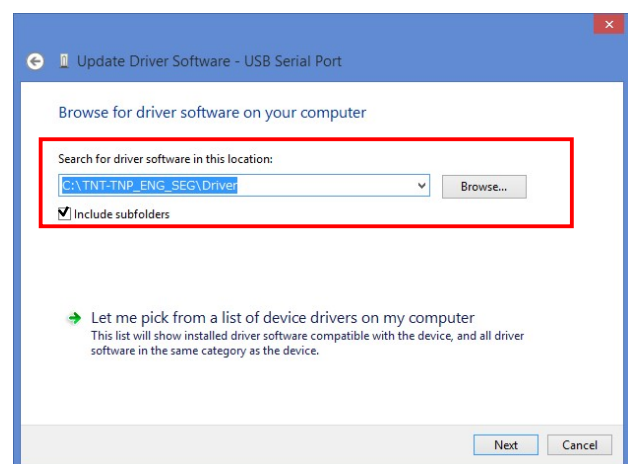 Update Driver Software - USB Serial Port
Browse for driver software on your computer
Search for driver software in this location:
C:\TNT-TNP_ENG_SEG\Driver
Browse...
Include subfolders
Let me pick from a list of device drivers on my computer
This list will show installed driver software compatible with the device, and all driver
software in the same category as the device.
Next
Cancel